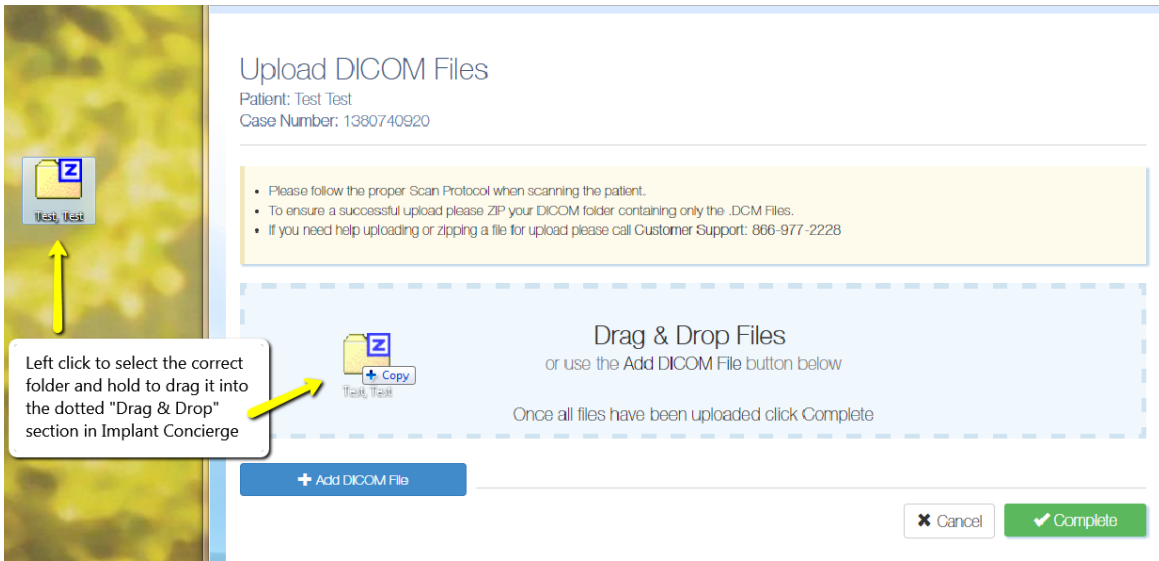 Upload DICOM Files
Patient: Test Test
Case Number: 1380740920
Z
Test, Test
• Please follow the proper Scan Protocol when scanning the patient.
• To ensure a successful upload please ZIP your DICOM folder containing only the .DCM Files.
• If you need help uploading or zipping a file for upload please call Customer Support: 866-977-2228
Left click to select the correct
folder and hold to drag it into
the dotted "Drag & Drop"
section in Implant Concierge
Z
Copy
Test, Test
Drag & Drop Files
or use the Add DICOM File button below
Once all files have been uploaded click Complete
Add DICOM File
Cancel
Complete